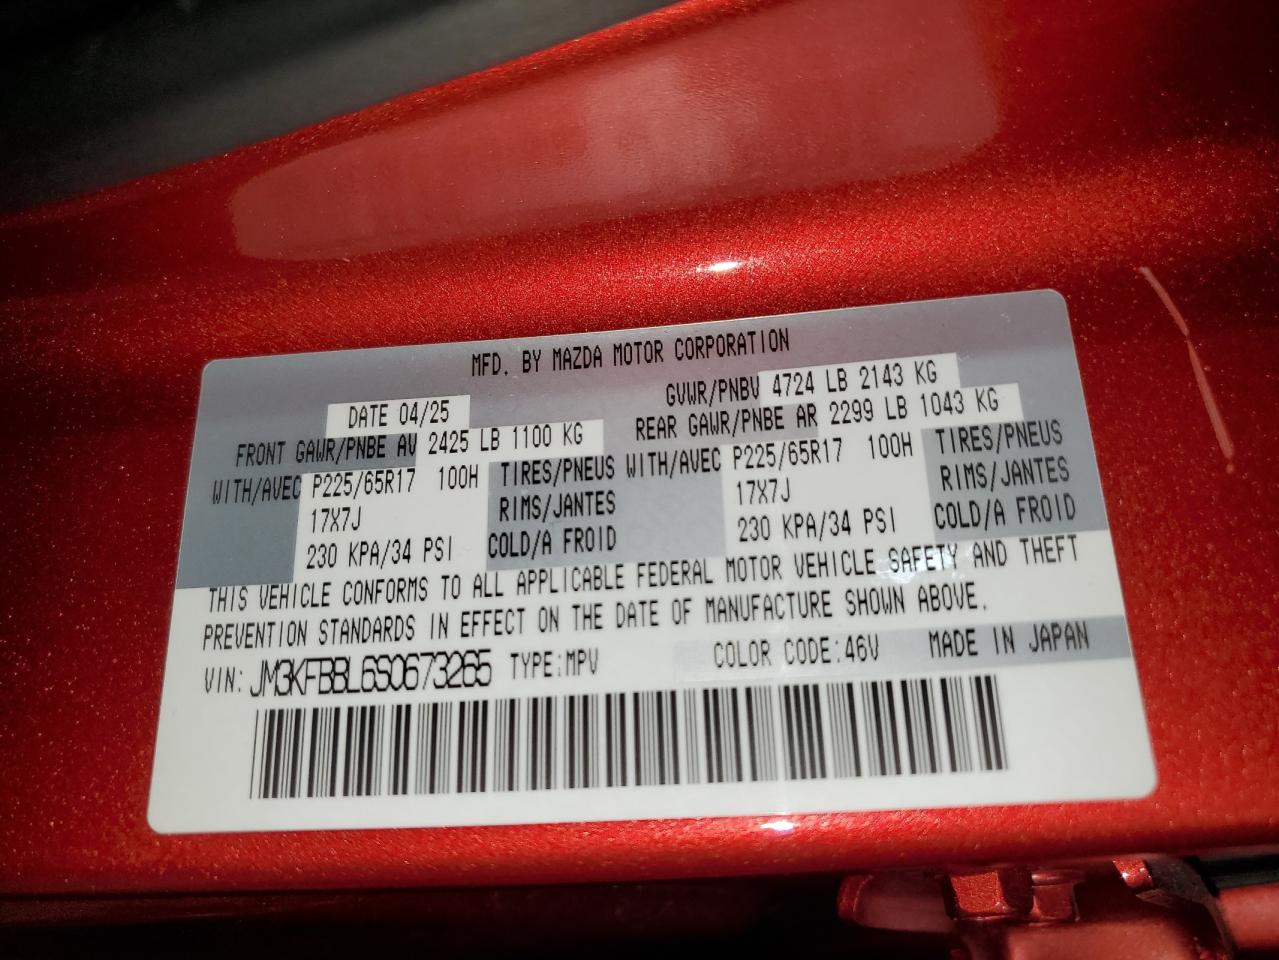 MFD. BY MAZDA MOTOR CORPORATION
DATE 04/25 GVWR/PNBV 4724 LB 2143 KG
FRONT GAWR/PNBE AV 2425 LB 1100 KG REAR GAWR/PNBE AR 2299 LB 1043 KG
WITH/AVEC P225/65R17 100H TIRES/PNEUS WITH/AVEC P225/65R17 100H TIRES/PNEUS
17X7J RIMS/JANTES 17X7J RIMS/JANTES
230 KPA/34 PSI COLD/A FROID 230 KPA/34 PSI COLD/A FROID
THIS VEHICLE CONFORMS TO ALL APPLICABLE FEDERAL MOTOR VEHICLE SAFETY AND THEFT
PREVENTION STANDARDS IN EFFECT ON THE DATE OF MANUFACTURE SHOWN ABOVE.
VIN: JM3KFBBL6S0673265 TYPE:MPV COLOR CODE:46V MADE IN JAPAN